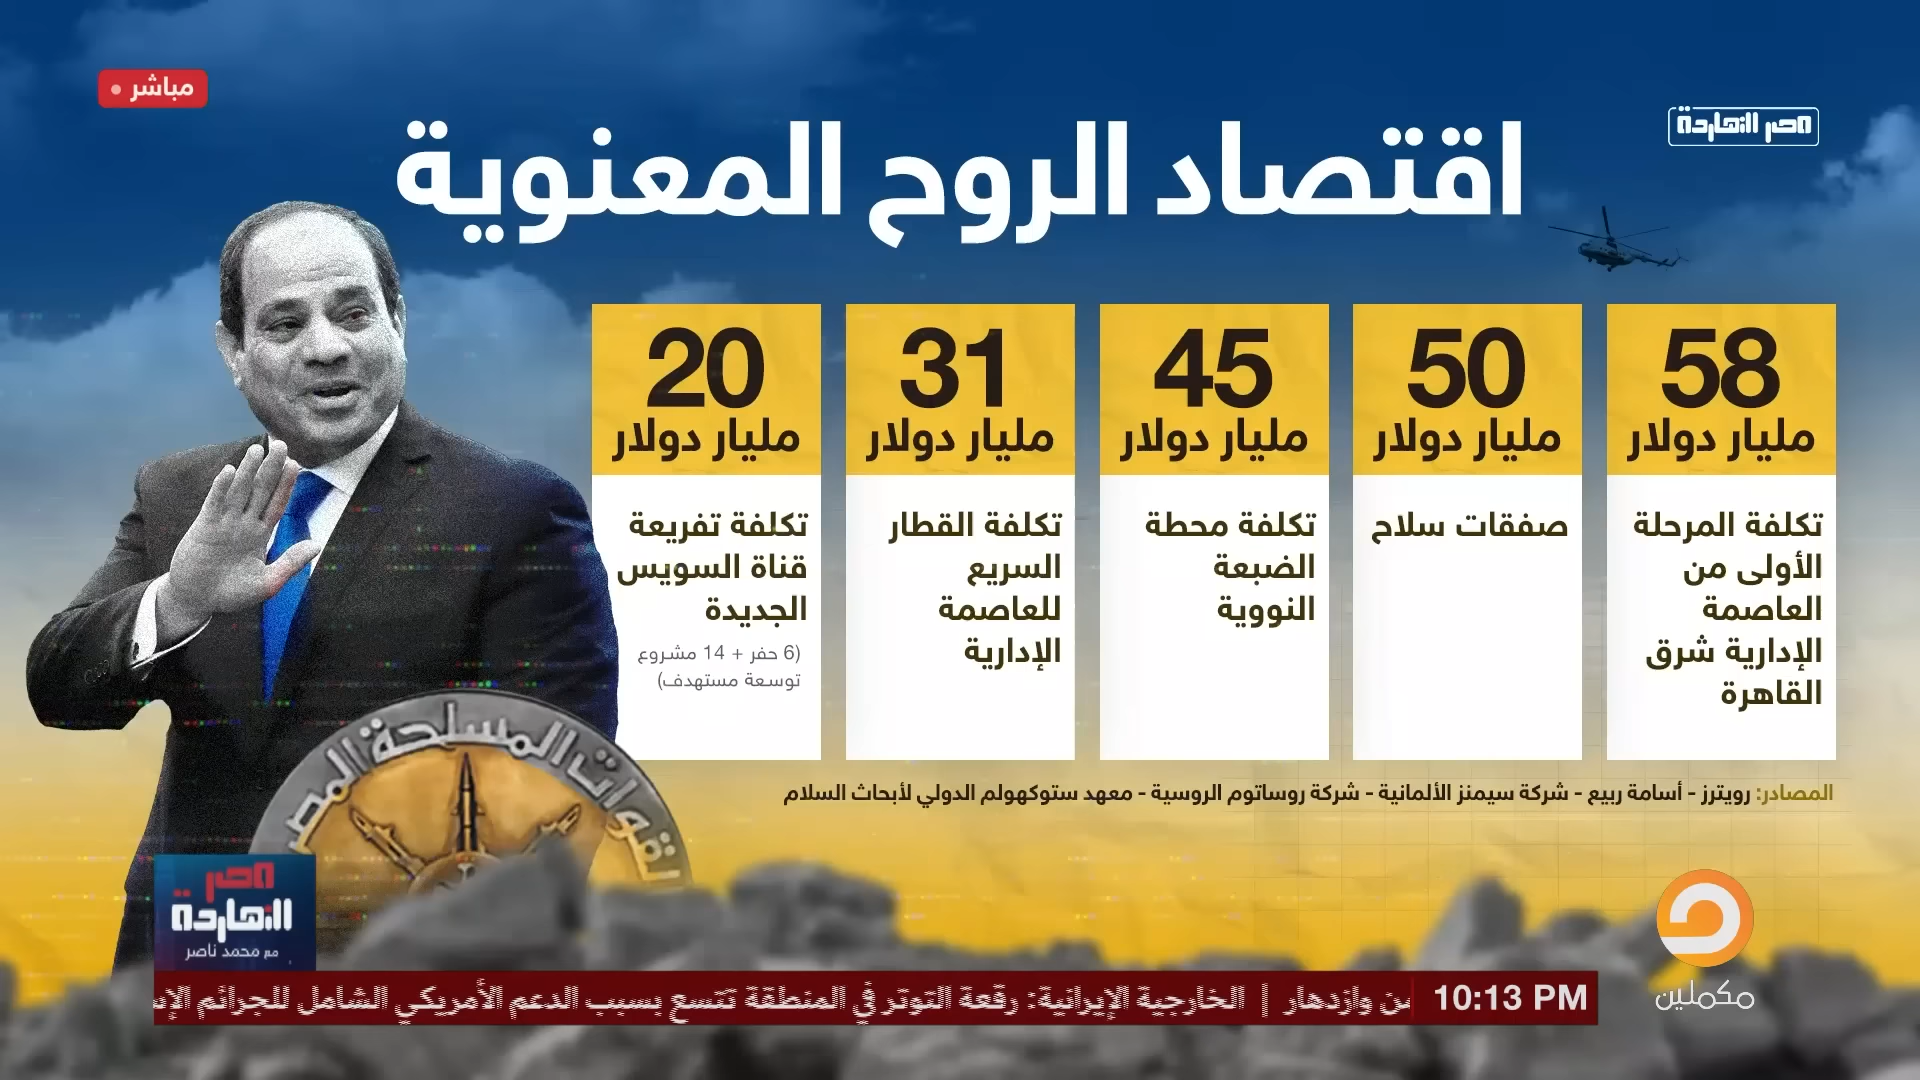 مباشر
مصر النهاردة
اقتصاد الروح المعنوية
58
مليار دولار
تكلفة المرحلة
الأولى من
العاصمة
الإدارية شرق
القاهرة
50
مليار دولار
صفقات سلاح
45
مليار دولار
تكلفة محطة
الضبعة
النووية
31
مليار دولار
تكلفة القطار
السريع
للعاصمة
الإدارية
20
مليار دولار
تكلفة تفريعة
قناة السويس
الجديدة
(6 حفر + 14 مشروع
توسعة مستهدف)
المصادر: رويترز - أسامة ربيع - شركة سيمنز الألمانية - شركة روساتوم الروسية - معهد ستوكهولم الدولي لأبحاث السلام
القوات المسلحة
مصر
النهاردة
مع محمد ناصر
10:13 PM
وازدهار | الخارجية الإيرانية: رقعة التوتر في المنطقة تتسع بسبب الدعم الأمريكي الشامل للجرائم
مكملين